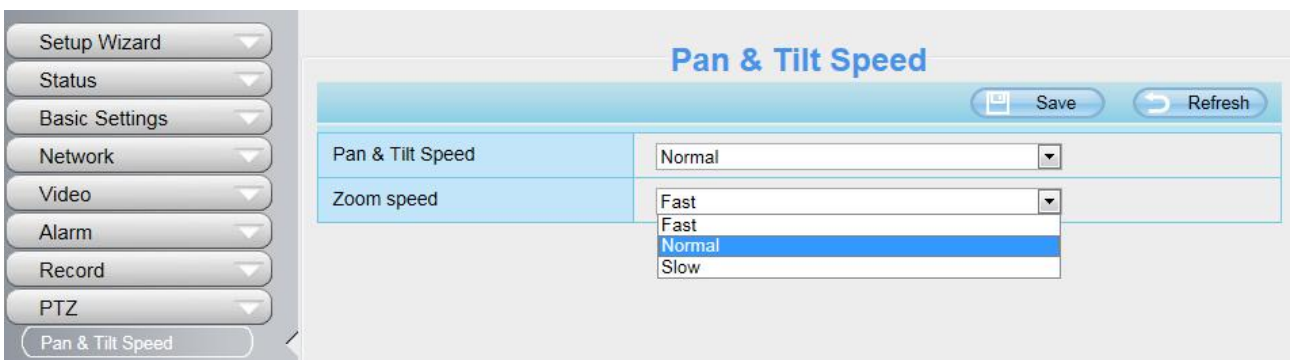 Setup Wizard
Status
Basic Settings
Network
Video
Alarm
Record
PTZ
Pan & Tilt Speed
Pan & Tilt Speed
Save Refresh
Pan & Tilt Speed Normal
Zoom speed Fast
Fast
Normal
Slow